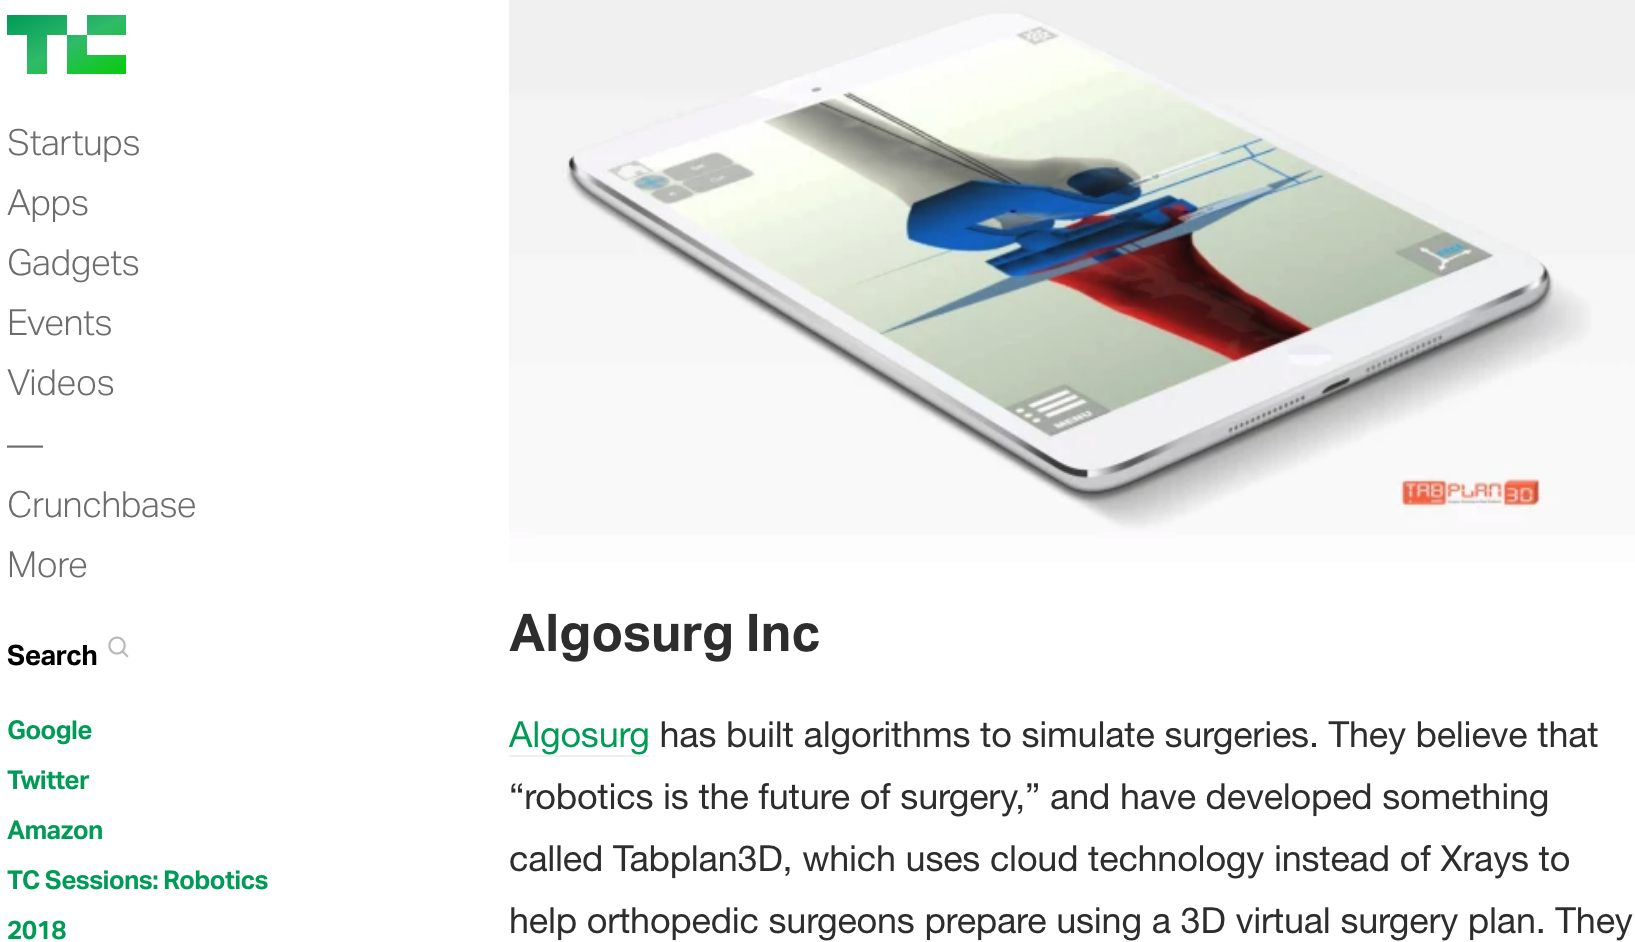 TC
Startups
Apps
Gadgets
Events
Videos
—
Crunchbase
More
Search
Google
Twitter
Amazon
TC Sessions: Robotics
2018
MENU
TABPLAN3D
Algosurg Inc
Algosurg has built algorithms to simulate surgeries. They believe that
“robotics is the future of surgery,” and have developed something
called Tabplan3D, which uses cloud technology instead of Xrays to
help orthopedic surgeons prepare using a 3D virtual surgery plan. They